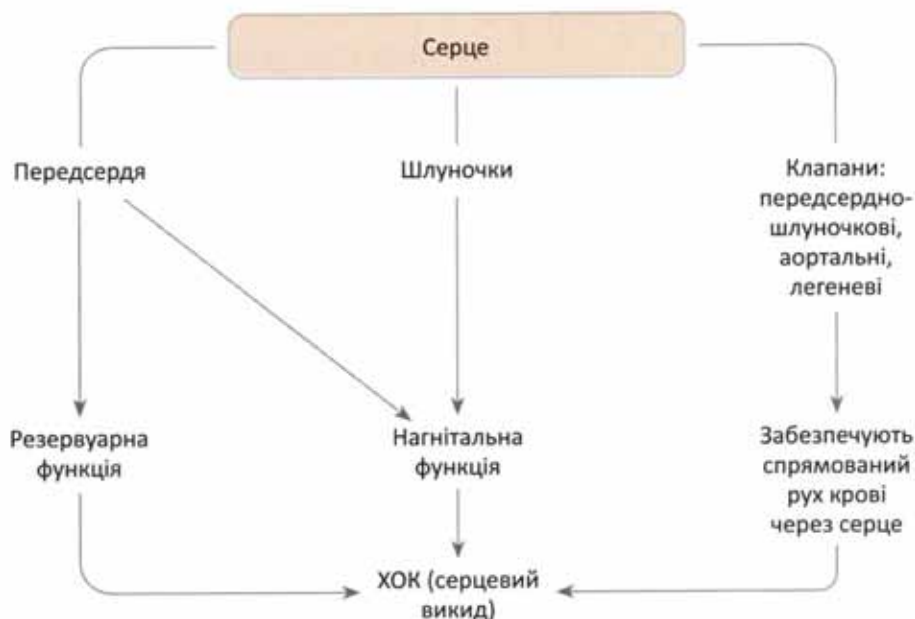 Серце
Передсердя
Шлуночки
Клапани:
передсердно-
шлуночкові,
аортальні,
легеневі
Резервуарна
функція
Нагнітальна
функція
Забезпечують
спрямований
рух крові
через серце
ХОК (серцевий
викид)